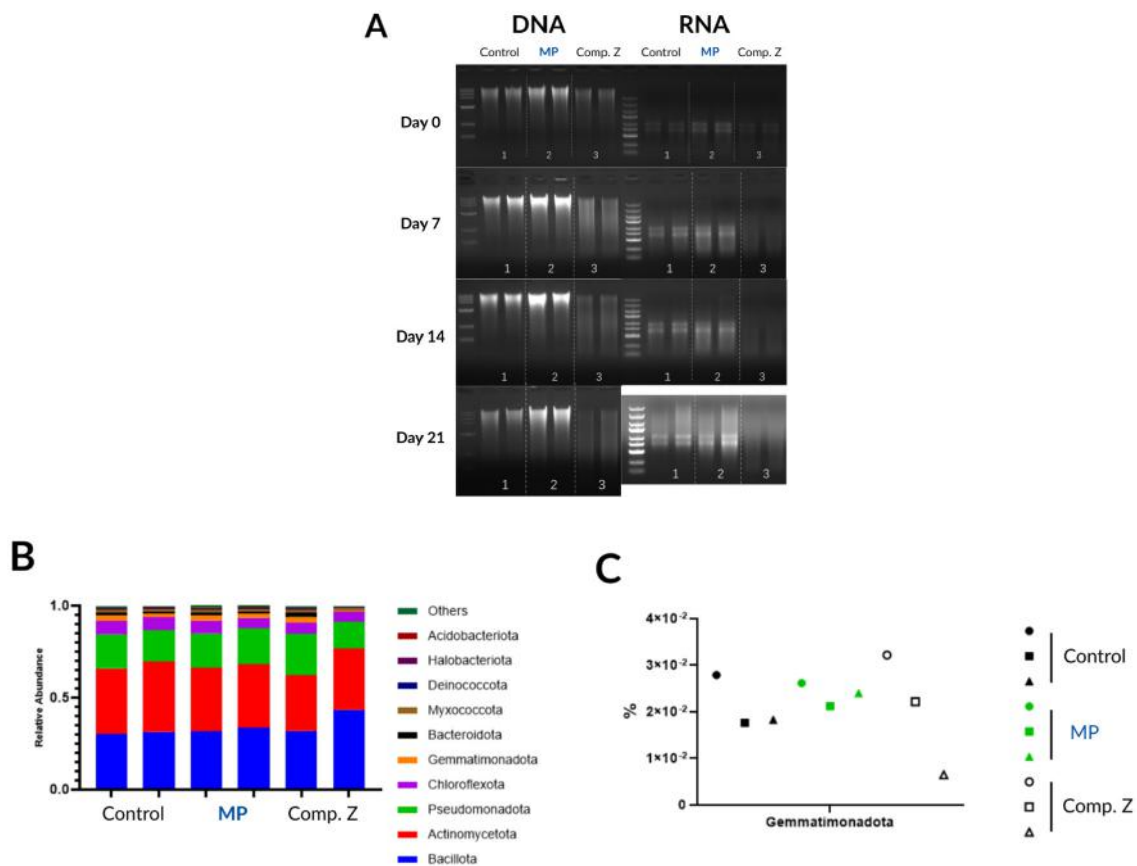 A
DNA RNA
Control MP Comp. Z Control MP Comp. Z
Day 0
1 2 3 1 2 3
Day 7
1 2 3 1 2 3
Day 14
1 2 3 1 2 3
Day 21
1 2 3 1 2 3
B
Relative Abundance
1.0
0.5
0.0
Control MP Comp. Z
Others
Acidobacteriota
Halobacteriota
Deinococcota
Myxococcota
Bacteroidota
Gemmatimonadota
Chloroflexota
Pseudomonadota
Actinomycetota
Bacillota
C
%
4×10⁻²
3×10⁻²
2×10⁻²
1×10⁻²
0
Gemmatimonadota
Control
MP
Comp. Z